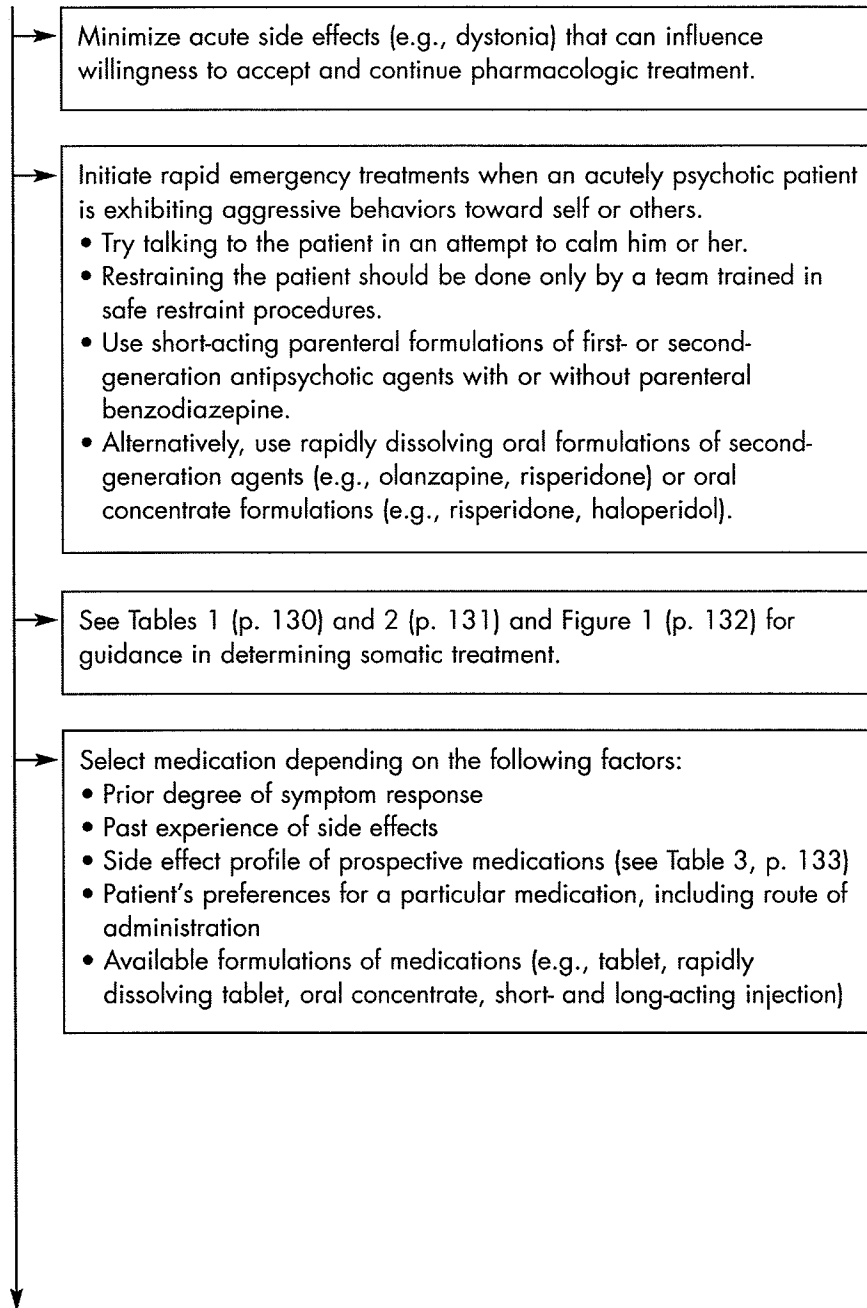 Minimize acute side effects (e.g., dystonia) that can influence
willingness to accept and continue pharmacologic treatment.
Initiate rapid emergency treatments when an acutely psychotic patient
is exhibiting aggressive behaviors toward self or others.
• Try talking to the patient in an attempt to calm him or her.
• Restraining the patient should be done only by a team trained in
safe restraint procedures.
• Use short-acting parenteral formulations of first- or second-
generation antipsychotic agents with or without parenteral
benzodiazepine.
• Alternatively, use rapidly dissolving oral formulations of second-
generation agents (e.g., olanzapine, risperidone) or oral
concentrate formulations (e.g., risperidone, haloperidol).
See Tables 1 (p. 130) and 2 (p. 131) and Figure 1 (p. 132) for
guidance in determining somatic treatment.
Select medication depending on the following factors:
• Prior degree of symptom response
• Past experience of side effects
• Side effect profile of prospective medications (see Table 3, p. 133)
• Patient's preferences for a particular medication, including route of
administration
• Available formulations of medications (e.g., tablet, rapidly
dissolving tablet, oral concentrate, short- and long-acting injection)